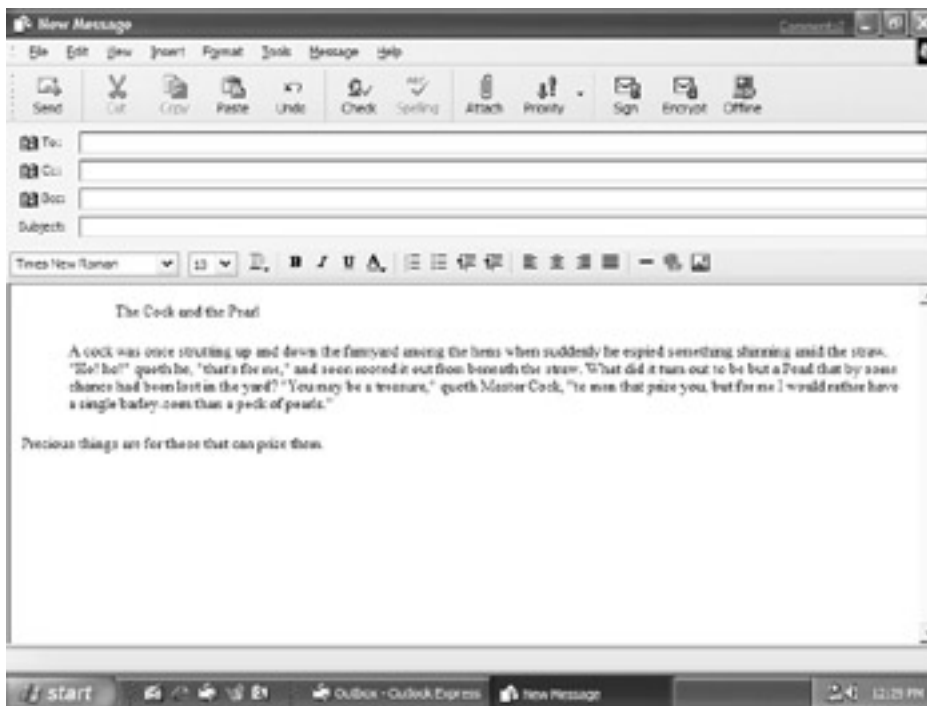 New Message
File Edit View Insert Format Tools Message Help
Send Cut Copy Paste Undo Check Spelling Attach Priority Sign Encrypt Offline
To:
Cc:
Bcc:
Subject:
Times New Roman
The Cock and the Pearl
A cock was once strutting up and down the farmyard among the hens when suddenly he espied something shinning amid the straw.
"Ho! ho!" quoth he, "that's for me," and soon rooted it out from beneath the straw. What did it turn out to be but a Pearl that by some
chance had been lost in the yard? "You may be a treasure," quoth Master Cock, "to men that prize you, but for me I would rather have
a single barley-corn than a peck of pearls."
Precious things are for those that can prize them.
start Outbox - Outlook Express New Message 12:25 PM